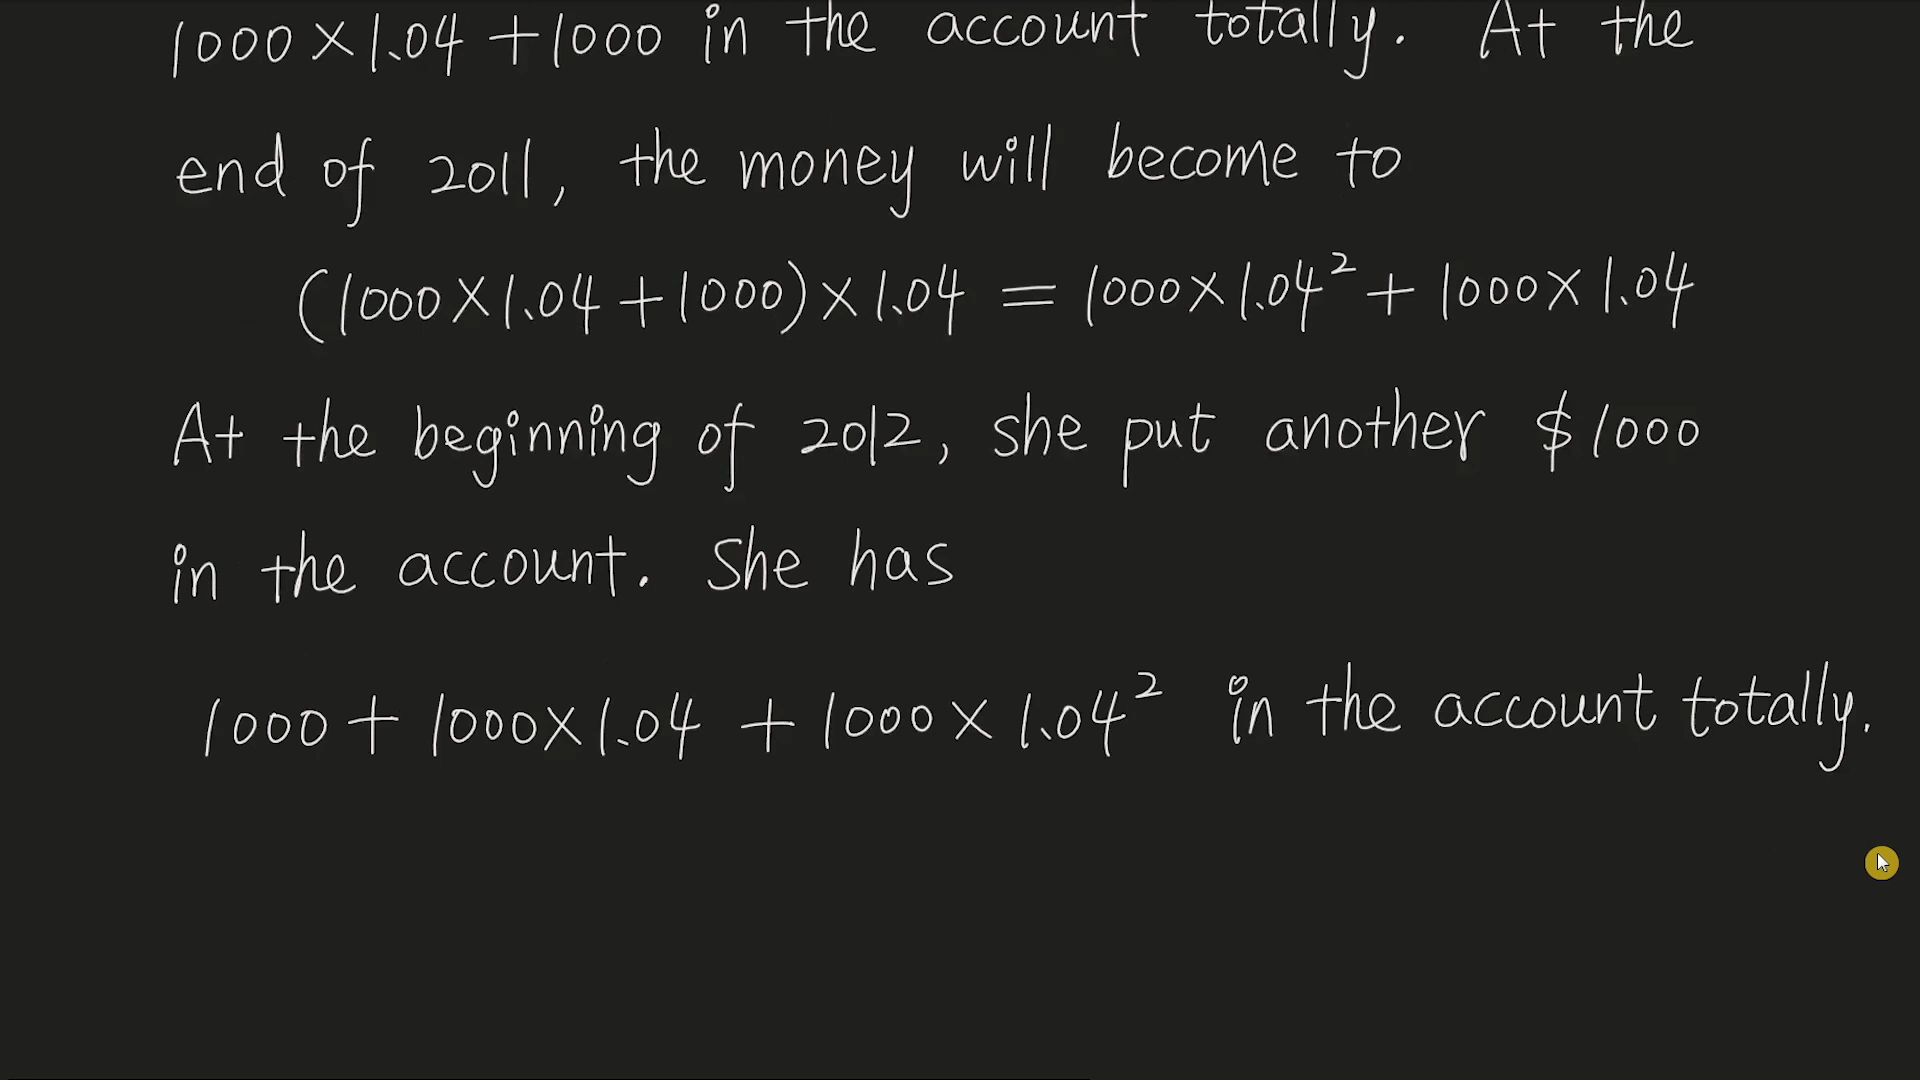 1000×1.04+1000 in the account totally. At the
end of 2011, the money will become to
(1000×1.04+1000)×1.04 = 1000×1.04² + 1000×1.04
At the beginning of 2012, she put another $1000
in the account. She has
1000 + 1000×1.04 + 1000×1.04² in the account totally.